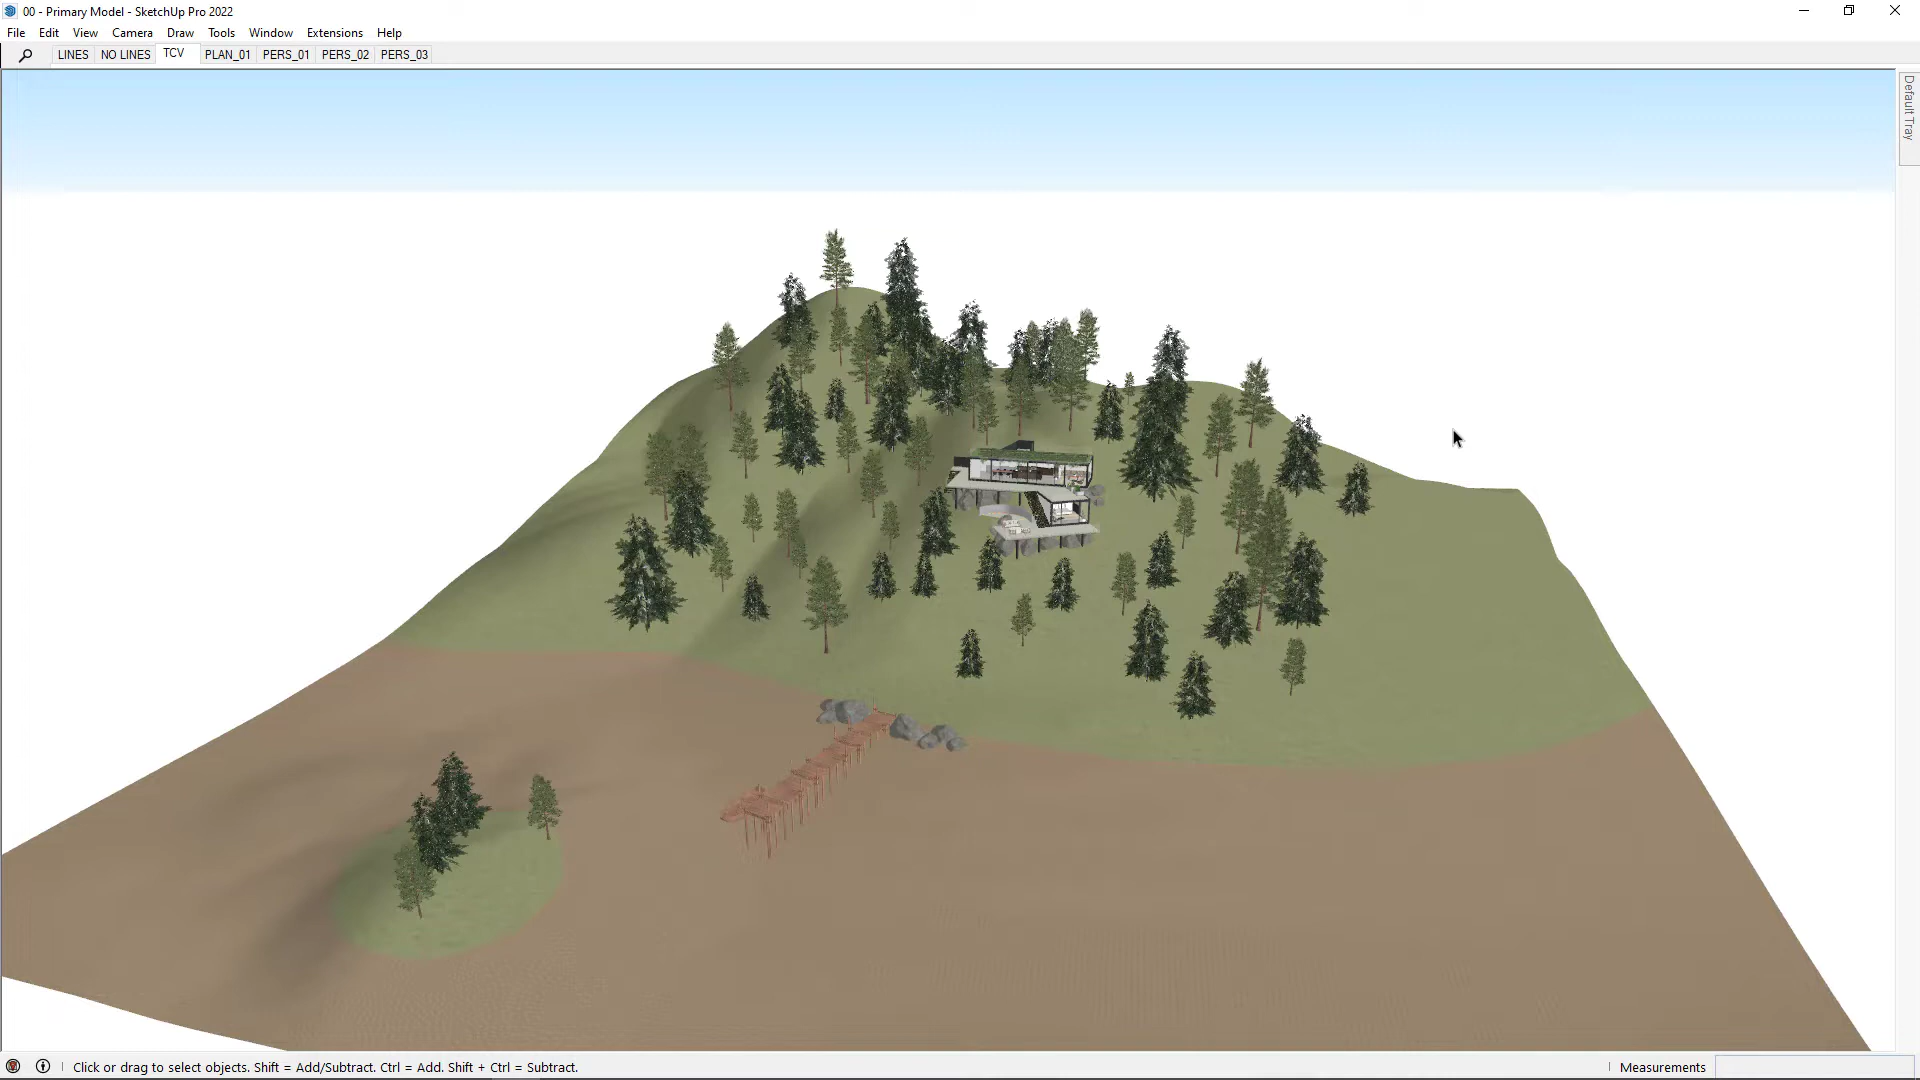 00 - Primary Model - SketchUp Pro 2022
File Edit View Camera Draw Tools Window Extensions Help
LINES NO LINES TCV PLAN_01 PERS_01 PERS_02 PERS_03
Default Tray
Click or drag to select objects. Shift = Add/Subtract. Ctrl = Add. Shift + Ctrl = Subtract.
Measurements